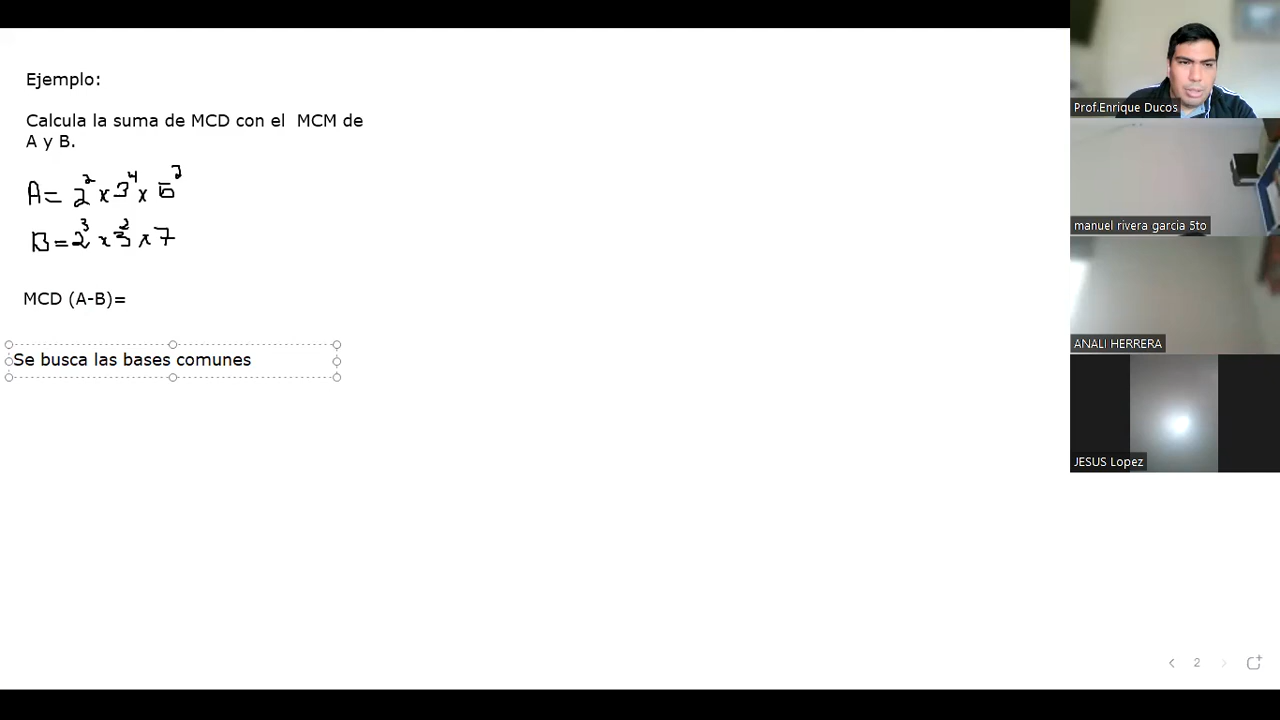 Ejemplo:
Calcula la suma de MCD con el MCM de
A y B.
A= 2² x 3⁴ x 5²
B = 2³ x 3² x 7
MCD (A-B)=
Se busca las bases comunes
Prof.Enrique Ducos
manuel rivera garcia 5to
ANALI HERRERA
JESUS Lopez
2